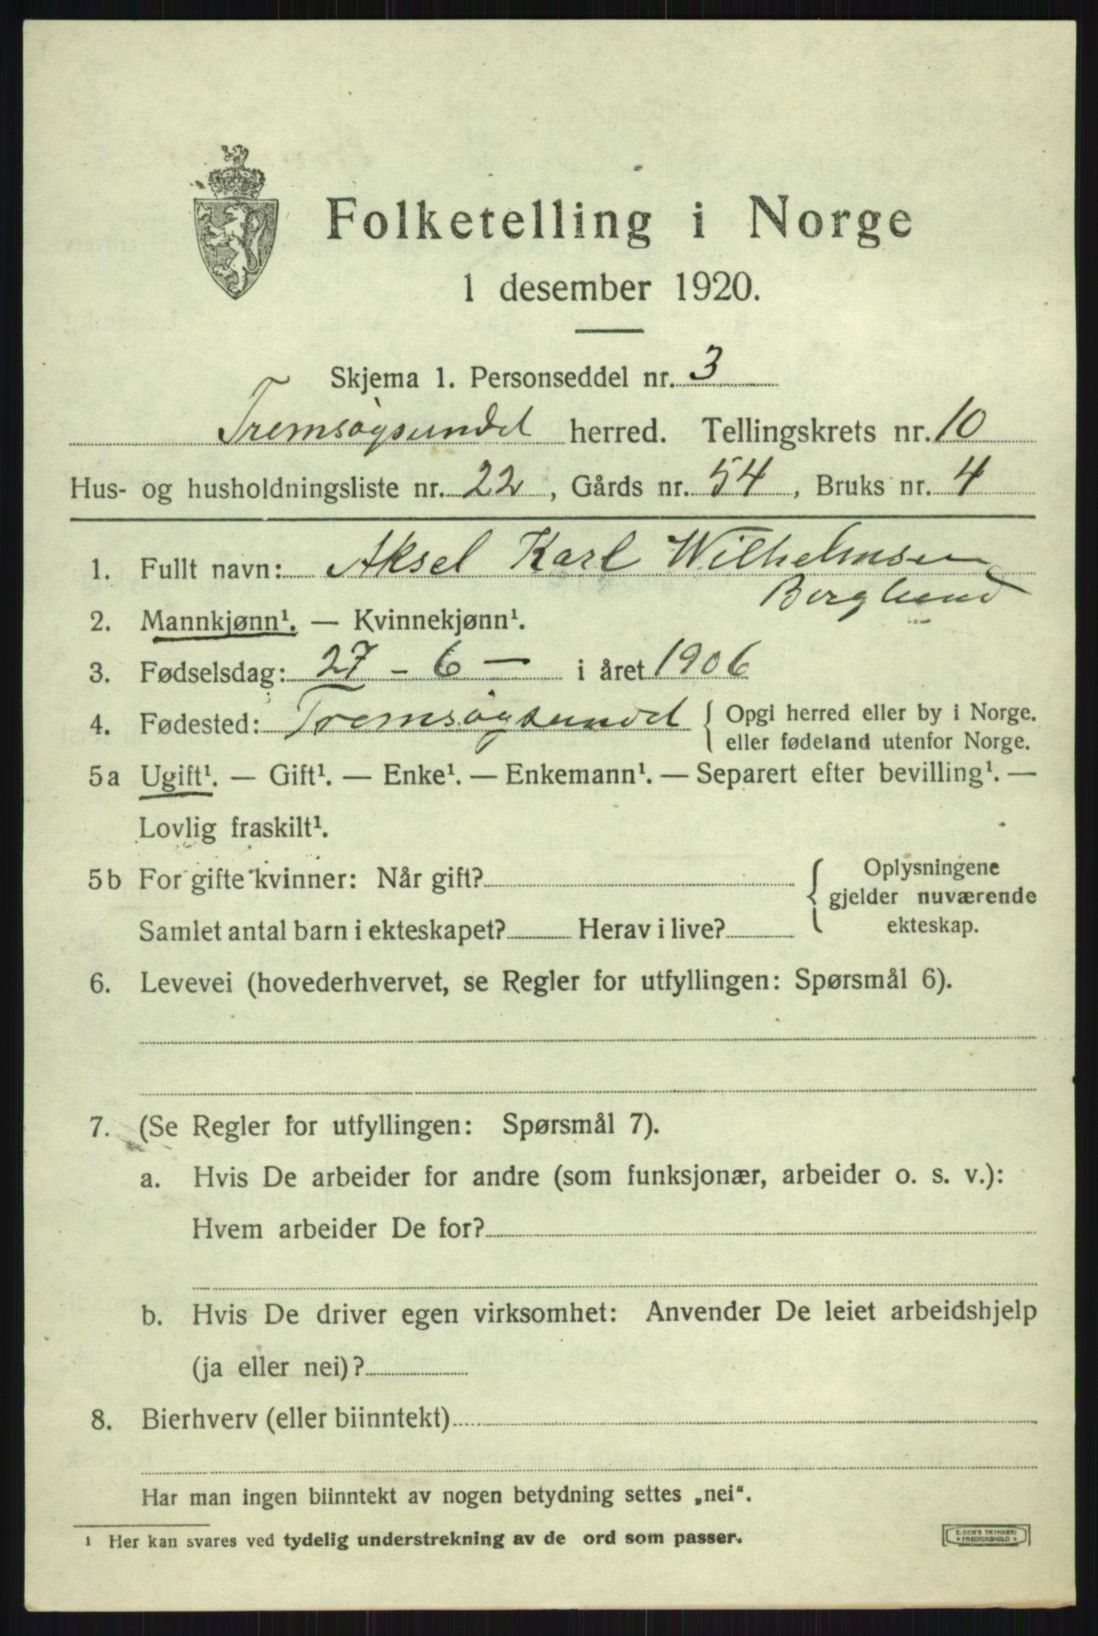 Folketelling i Norge
1 desember 1920.
Skjema 1. Personseddel nr. 3
Tremsøysundet herred. Tellingskrets nr. 10
Hus- og husholdningsliste nr. 22, Gårds nr. 54, Bruks nr. 4
1. Fullt navn: Aksel Karl Wilhelmsen
Berglund
2. Mannkjønn¹. — Kvinnekjønn¹.
3. Fødselsdag: 27 - 6 — i året 1906
4. Fødested: Tremsøysundet { Opgi herred eller by i Norge.
eller fødeland utenfor Norge.
5a Ugift¹. — Gift¹. — Enke¹. — Enkemann¹. — Separert efter bevilling¹. —
Lovlig fraskilt¹.
5b For gifte kvinner: Når gift?
Samlet antal barn i ekteskapet? Herav i live?
{ Oplysningene
gjelder nuværende
ekteskap.
6. Levevei (hovederhvervet, se Regler for utfyllingen: Spørsmål 6).
7. (Se Regler for utfyllingen: Spørsmål 7).
a. Hvis De arbeider for andre (som funksjonær, arbeider o. s. v.):
Hvem arbeider De for?
b. Hvis De driver egen virksomhet: Anvender De leiet arbeidshjelp
(ja eller nei)?
8. Bierhverv (eller biinntekt)
Har man ingen biinntekt av nogen betydning settes „nei“.
¹ Her kan svares ved tydelig understrekning av de ord som passer.
E. SEM'S TRYKKERI
FREDRIKSHALD